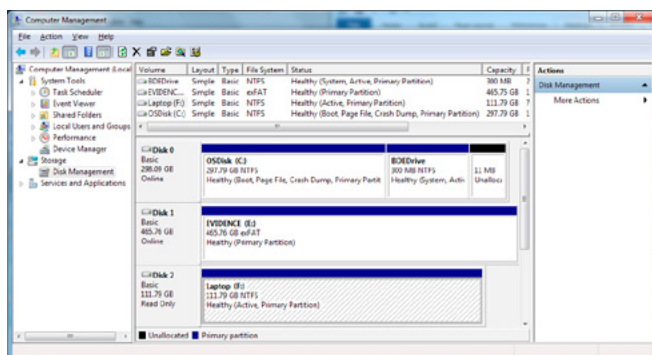 Computer Management
File Action View Help
Computer Management (Local
System Tools
Task Scheduler
Event Viewer
Shared Folders
Local Users and Groups
Performance
Device Manager
Storage
Disk Management
Services and Applications
Volume Layout Type File System Status Capacity F
BDEDrive Simple Basic NTFS Healthy (System, Active, Primary Partition) 300 MB
EVIDENC... Simple Basic exFAT Healthy (Primary Partition) 465.76 GB
Laptop (F:) Simple Basic NTFS Healthy (Active, Primary Partition) 111.79 GB
OSDisk (C:) Simple Basic NTFS Healthy (Boot, Page File, Crash Dump, Primary Partition) 297.79 GB
Disk 0
Basic
298.09 GB
Online
OSDisk (C:)
297.79 GB NTFS
Healthy (Boot, Page File, Crash Dump, Primary Partit
BDEDrive
300 MB NTFS
Healthy (System, Activ
11 MB
Unalloc
Disk 1
Basic
465.76 GB
Online
EVIDENCE (E:)
465.76 GB exFAT
Healthy (Primary Partition)
Disk 2
Basic
111.79 GB
Read Only
Laptop (F:)
111.79 GB NTFS
Healthy (Active, Primary Partition)
Unallocated Primary partition
Actions
Disk Management
More Actions